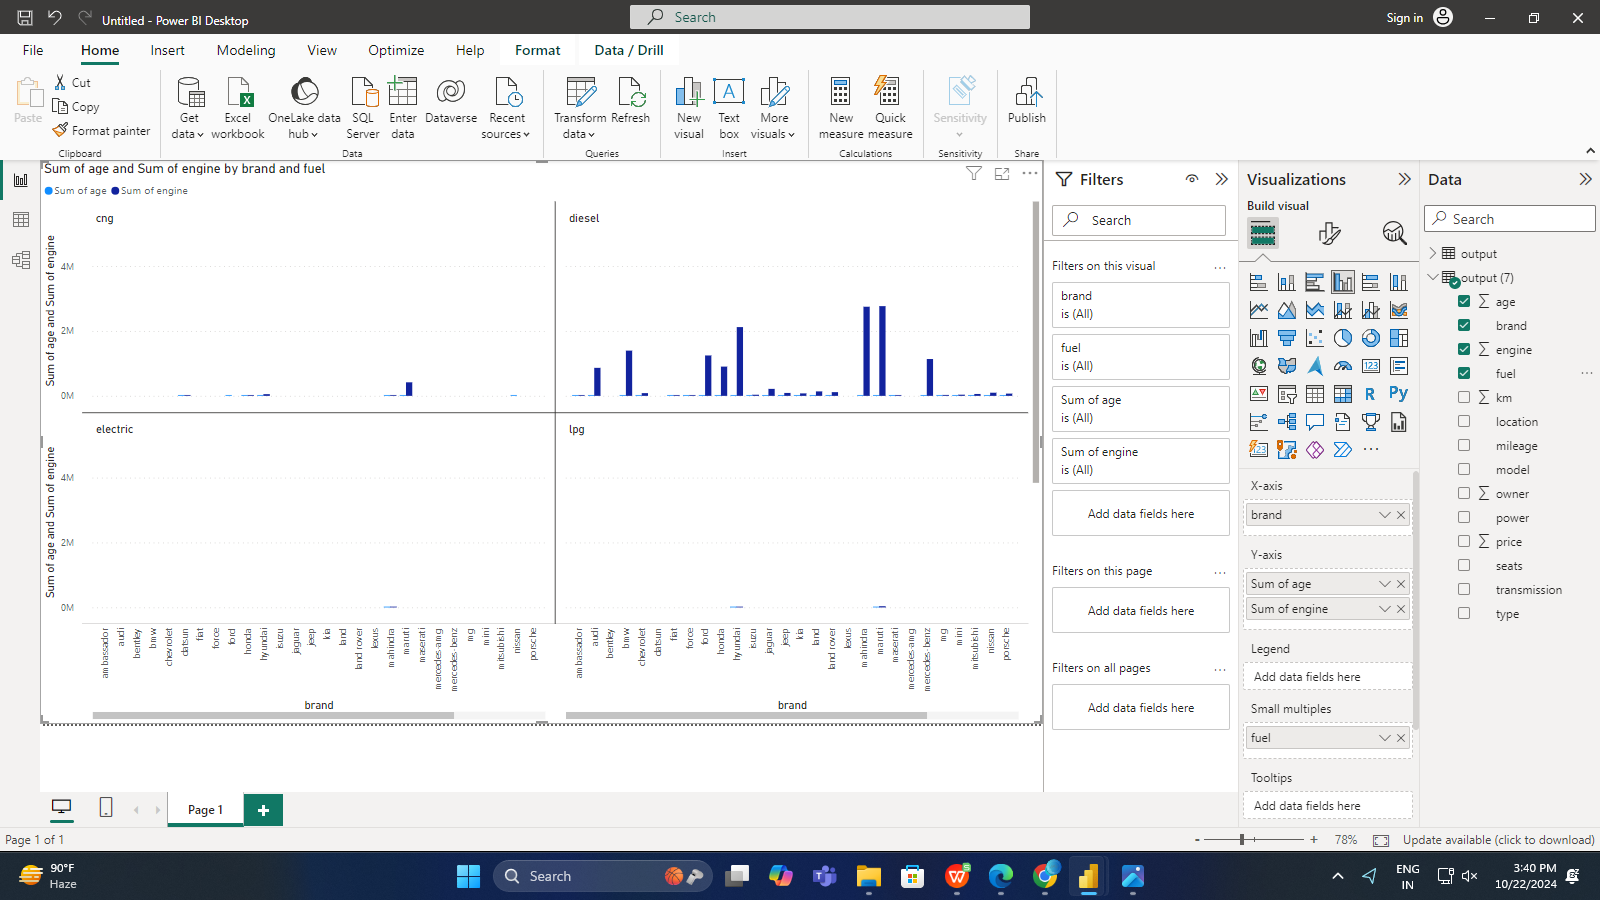 Untitled - Power BI Desktop
Search
Sign in
File
Home
Insert
Modeling
View
Optimize
Help
Format
Data / Drill
Paste
Cut
Copy
Format painter
Clipboard
Get
data
Excel
workbook
OneLake data
hub
SQL
Server
Enter
data
Dataverse
Recent
sources
Data
Transform
data
Refresh
Queries
New
visual
Text
box
More
visuals
Insert
New
measure
Quick
measure
Calculations
Sensitivity
Sensitivity
Publish
Share
Sum of age and Sum of engine by brand and fuel
Sum of age
Sum of engine
cng
diesel
Sum of age and Sum of engine
4M
2M
0M
electric
lpg
Sum of age and Sum of engine
4M
2M
0M
ambassador
audi
bentley
bmw
chevrolet
datsun
fiat
force
ford
honda
hyundai
isuzu
jaguar
jeep
kia
land
land rover
lexus
mahindra
maruti
maserati
mercedes-amg
mercedes-benz
mg
mini
mitsubishi
nissan
porsche
ambassador
audi
bentley
bmw
chevrolet
datsun
fiat
force
ford
honda
hyundai
isuzu
jaguar
jeep
kia
land
land rover
lexus
mahindra
maruti
maserati
mercedes-amg
mercedes-benz
mg
mini
mitsubishi
nissan
porsche
brand
brand
Filters
Search
Filters on this visual
brand
is (All)
fuel
is (All)
Sum of age
is (All)
Sum of engine
is (All)
Add data fields here
Filters on this page
Add data fields here
Filters on all pages
Add data fields here
Visualizations
Build visual
123
R
Py
123
X-axis
brand
Y-axis
Sum of age
Sum of engine
Legend
Add data fields here
Small multiples
fuel
Tooltips
Add data fields here
Data
Search
output
output (7)
age
brand
engine
fuel
km
location
mileage
model
owner
power
price
seats
transmission
type
Page 1
Page 1 of 1
- + 78%
Update available (click to download)
90°F
Haze
Search
ENG
IN
3:40 PM
10/22/2024